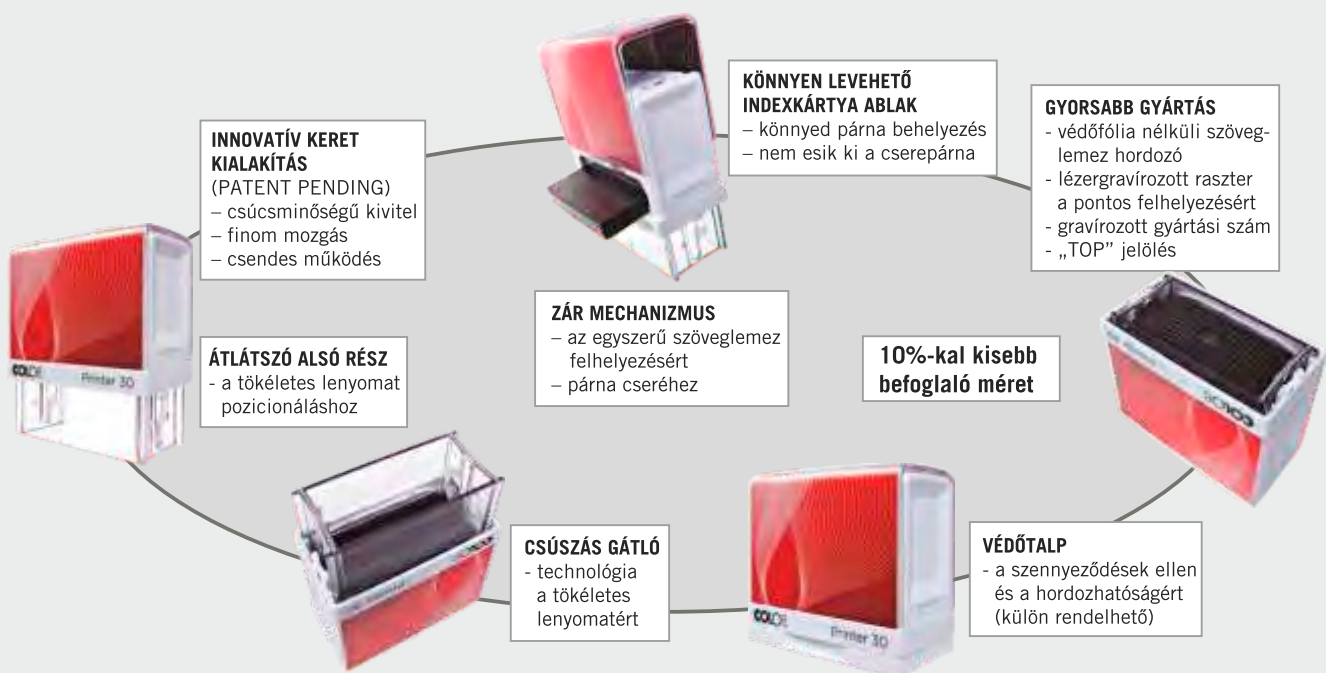 INNOVATÍV KERET
KIALAKÍTÁS
(PATENT PENDING)
– csúcsminőségű kivitel
– finom mozgás
– csendes működés
KÖNNYEN LEVEHETŐ
INDEXKÁRTYA ABLAK
– könnyed párna behelyezés
– nem esik ki a cserepárna
GYORSABB GYÁRTÁS
- védőfólia nélküli szöveg-
lemez hordozó
- lézergravírozott raszter
a pontos felhelyezésért
- gravírozott gyártási szám
- „TOP” jelölés
ÁTLÁTSZÓ ALSÓ RÉSZ
- a tökéletes lenyomat
pozicionáláshoz
ZÁR MECHANIZMUS
– az egyszerű szöveglemez
felhelyezésért
– párna cseréhez
10%-kal kisebb
befoglaló méret
CSÚSZÁS GÁTLÓ
- technológia
a tökéletes
lenyomatért
VÉDŐTALP
- a szennyeződések ellen
és a hordozhatóságért
(külön rendelhető)
COLOP Printer 30
COLOP
COLOP Printer 30